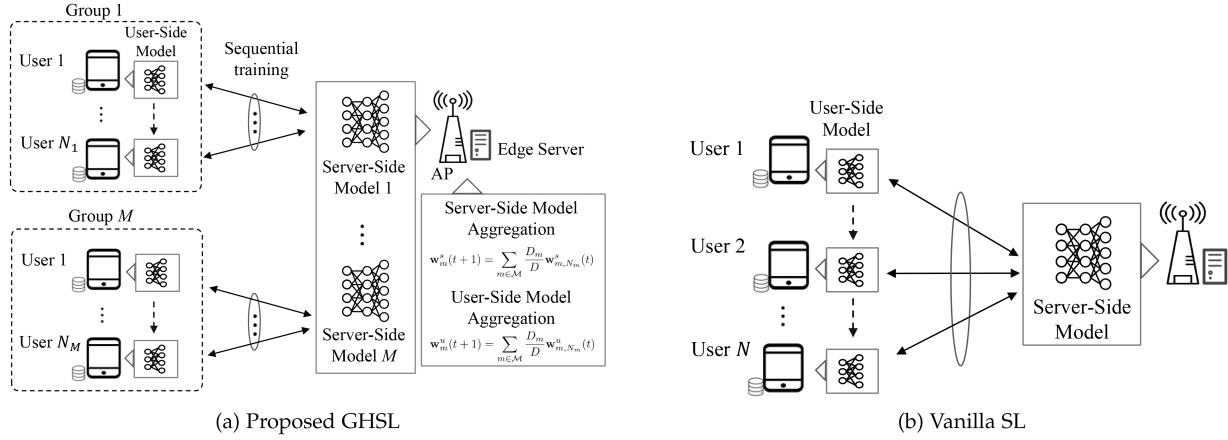 Group 1
User-Side
Model
User 1
...
User N₁
Sequential
training
Group M
User 1
...
User N_M
Server-Side
Model 1
Server-Side
Model M
AP
Edge Server
Server-Side Model
Aggregation
w^s_m(t + 1) = ∑_{m∈ℳ} D_m/D w^s_{m,N_m}(t)
User-Side Model
Aggregation
w^u_m(t + 1) = ∑_{m∈ℳ} D_m/D w^u_{m,N_m}(t)
(a) Proposed GHSL
User-Side
Model
User 1
User 2
...
User N
Server-Side
Model
(b) Vanilla SL